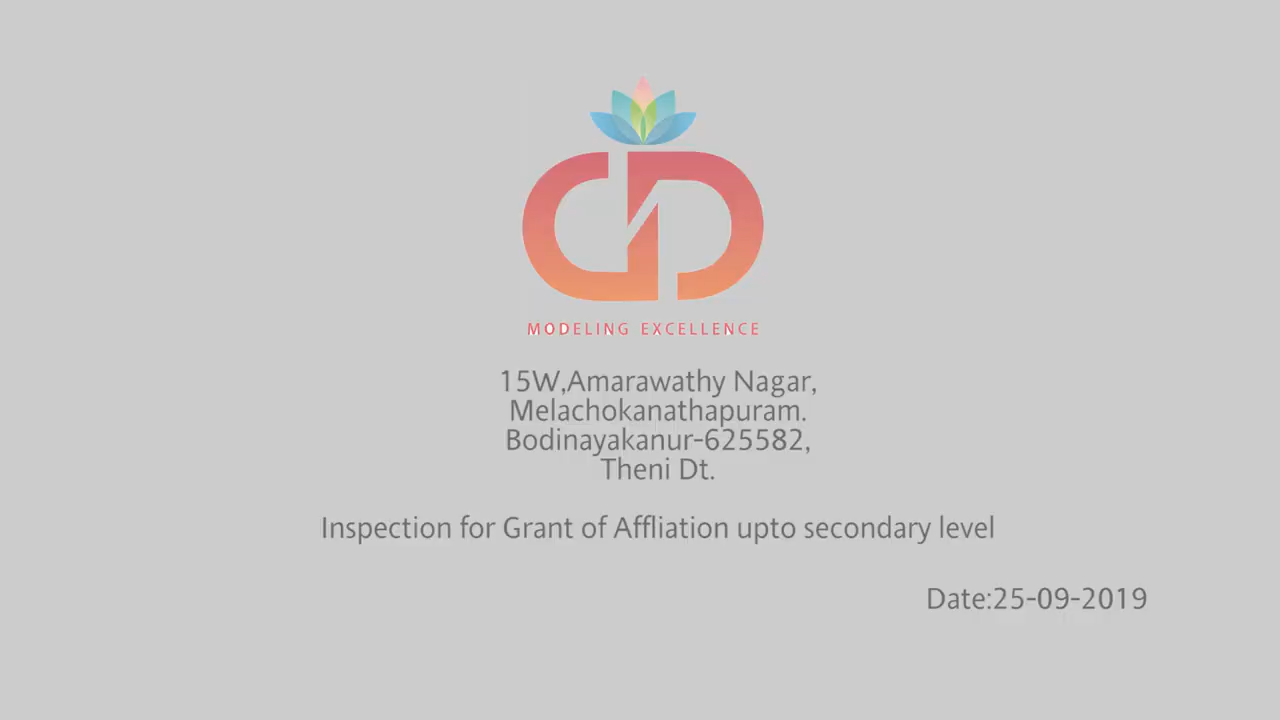 MODELING EXCELLENCE
15W,Amarawathy Nagar,
Melachokanathapuram.
Bodinayakanur-625582,
Theni Dt.
Inspection for Grant of Affliation upto secondary level
Date:25-09-2019